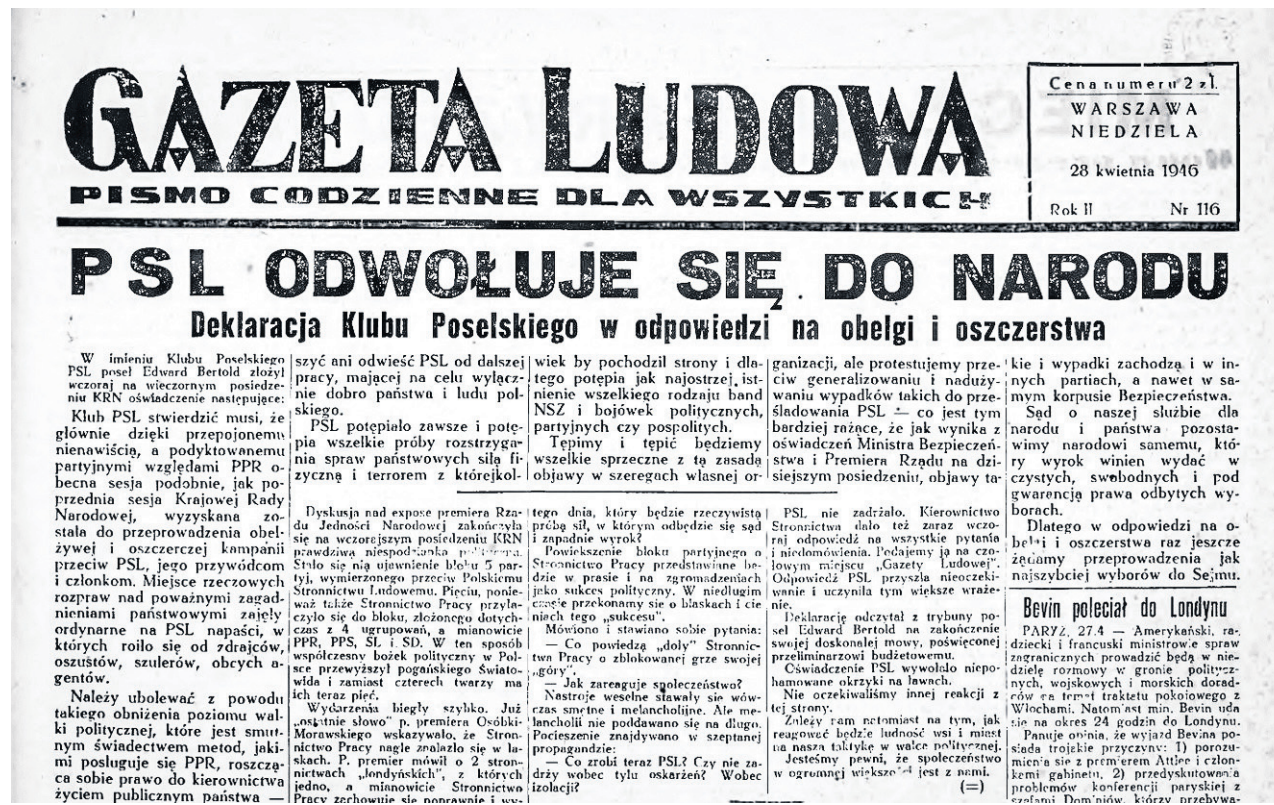 GAZETA LUDOWA
PISMO CODZIENNE DLA WSZYSTKICH
Cena numeru 2 zł.
WARSZAWA
NIEDZIELA
28 kwietnia 1946
Rok II Nr 116
PSL ODWOŁUJE SIĘ DO NARODU
Deklaracja Klubu Poselskiego w odpowiedzi na obelgi i oszczerstwa
W imieniu Klubu Poselskiego
PSL poseł Edward Bertold złożył
wczoraj na wieczornym posiedze-
niu KRN oświadczenie następujące:
Klub PSL stwierdzić musi, że
głównie dzięki przepojonemu
nienawiścią, a podyktowanemu
partyjnymi względami PPR o-
becna sesja podobnie, jak po-
przednia sesja Krajowej Rady
Narodowej, wyzyskana zo-
stała do przeprowadzenia obel-
żywej i oszczerczej kampanii
przeciw PSL, jego przywódcom
i członkom. Miejsce rzeczowych
rozpraw nad poważnymi zagad-
nieniami państwowymi zajęły
ordynarne na PSL napaści, w
których roiło się od zdrajców,
oszustów, szulerów, obcych a-
gentów.
Należy ubolewać z powodu
takiego obniżenia poziomu wal-
ki politycznej, które jest smut-
nym świadectwem metod, jaki-
mi posługuje się PPR, roszczą-
ca sobie prawo do kierownictwa
życiem publicznym państwa —
szyć ani odwieść PSL od dalszej
pracy, mającej na celu wyłącz-
nie dobro państwa i ludu pol-
skiego.
PSL potępiało zawsze i potę-
pia wszelkie próby rozstrzyga-
nia spraw państwowych siłą fi-
zyczną i terrorem z którejkol-
wiek by pochodził strony i dla-
tego potępia jak najostrzej ist-
nienie wszelkiego rodzaju band
NSZ i bojówek politycznych,
partyjnych czy pospolitych.
Tępimy i tępić będziemy
wszelkie sprzeczne z tą zasadą
objawy w szeregach własnej or-
ganizacji, ale protestujemy prze-
ciw generalizowaniu i naduży-
waniu wypadków takich do prze-
śladowania PSL — co jest tym
bardziej rażące, że jak wynika z
oświadczeń Ministra Bezpieczeń-
stwa i Premiera Rządu na dzi-
siejszym posiedzeniu, objawy ta-
kie i wypadki zachodzą i w in-
nych partiach, a nawet w sa-
mym korpusie Bezpieczeństwa.
Sąd o naszej służbie dla
narodu i państwa pozosta-
wimy narodowi samemu, któ-
ry wyrok winien wydać w
czystych, swobodnych i pod
gwarencją prawa odbytych wy-
borach.
Dlatego w odpowiedzi na o-
belgi i oszczerstwa raz jeszcze
żądamy przeprowadzenia jak
najszybciej wyborów do Sejmu.
Dyskusja nad expose premiera Rzą-
du Jedności Narodowej zakończyła
się na wczorajszym posiedzeniu KRN
prawdziwą niespodzianką
Stało się nią ujawnienie bloku 5 par-
tyj, wymierzonego przeciw Polskiemu
Stronnictwu Ludowemu. Pięciu, ponie-
waż także Stronnictwo Pracy przyłą-
czyło się do bloku, złożonego dotych-
czas z 4 ugrupowań, a mianowicie
PPR, PPS, SL i SD. W ten sposób
współczesny bożek polityczny w Pol-
sce przewyższył pogańskiego Świato-
wida i zamiast czterech twarzy ma
ich teraz pięć.
Wydarzenia biegły szybko. Już
„ostatnie słowo” p. premiera Osóbki-
Morawskiego wskazywało, że Stron-
nictwo Pracy nagle znalazło się w ła-
skach. P. premier mówił o 2 stron-
nictwach „londyńskich”, z których
jedno, a mianowicie Stronnictwo
Pracy zachowuje się poprawnie i wy-
tego dnia, który będzie rzeczywistą
próbą sił, w którym odbędzie się sąd
i zapadnie wyrok?
Powiększenie bloku partyjnego o
Stronnictwo Pracy przedstawiane bę-
dzie w prasie i na zgromadzeniach
jako sukces polityczny. W niedługim
czasie przekonamy się o blaskach i cie
niach tego „sukcesu”.
Mówiono i stawiano sobie pytania:
— Co powiedzą „doły” Stronnic-
twa Pracy o zblokowanej grze swojej
„góry”.
— Jak zareaguje społeczeństwo?
Nastroje weselne stawały się wów-
czas smętne i melancholijne. Ale me-
lancholii nie poddawano się na długo.
Pocieszenie znajdywano w szeptanej
propagandzie:
— Co zrobi teraz PSL? Czy nie za-
drży wobec tylu oskarżeń? Wobec
izolacji?
PSL nie zadrżało. Kierownictwo
Stronnictwa dało też zaraz wczo-
raj odpowiedź na wszystkie pytania
i niedomówienia. Podajemy ją na czo-
łowym miejscu „Gazety Ludowej”.
Odpowiedź PSL przyszła nieoczeki-
wanie i uczyniła tym większe wraże-
nie.
Deklarację odczytał z trybuny po-
seł Edward Bertold na zakończenie
swojej doskonałej mowy, poświęconej
przeliminarzowi budżetowemu.
Oświadczenie PSL wywołało niepo-
hamowane okrzyki na ławach.
Nie oczekiwaliśmy innej reakcji z
tej strony.
Zależy nam natomiast na tym, jak
reagować będzie ludność wsi i miast
na naszą taktykę w walce politycznej.
Jesteśmy pewni, że społeczeństwo
w ogromnej większości jest z nami.
(=)
Bevin poleciał do Londynu
PARYŻ, 27.4 — Amerykański, ra-
dziecki i francuski ministrowie spraw
zagranicznych prowadzić będą w nie-
dzielę rozmowy w gronie politycz-
nych, wojskowych i morskich dorad-
ców na temat traktatu pokojowego z
Włochami. Natomiast min. Bevin uda
się na okres 24 godzin do Londynu.
Panuje opinia, że wyjazd Bevina po-
siada trojakie przyczyny: 1) porozu-
mienia się z premierem Attlee i człon-
kami gabinetu, 2) przedyskutowania
problemów konferencji paryskiej z
szefami Dominiów, którzy przebywa-